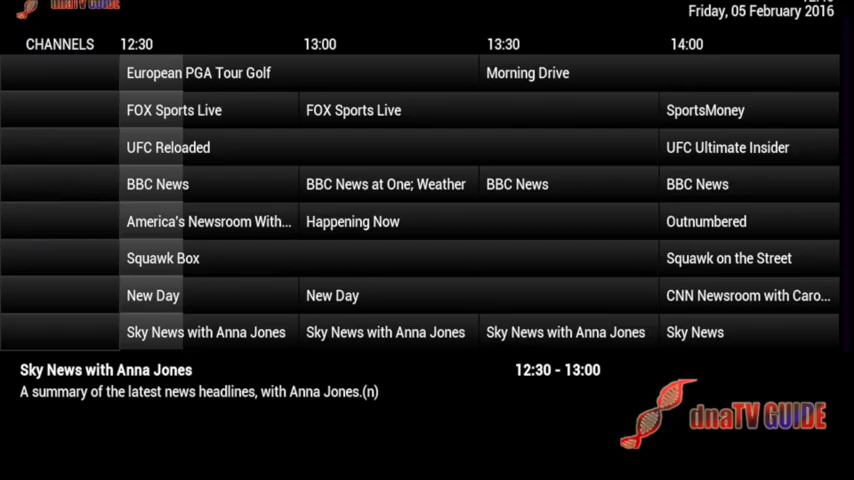 dnaTV GUIDE
Friday, 05 February 2016
CHANNELS 12:30 13:00 13:30 14:00
European PGA Tour Golf Morning Drive
FOX Sports Live FOX Sports Live SportsMoney
UFC Reloaded UFC Ultimate Insider
BBC News BBC News at One; Weather BBC News BBC News
America's Newsroom With... Happening Now Outnumbered
Squawk Box Squawk on the Street
New Day New Day CNN Newsroom with Caro...
Sky News with Anna Jones Sky News with Anna Jones Sky News with Anna Jones Sky News
Sky News with Anna Jones 12:30 - 13:00
A summary of the latest news headlines, with Anna Jones.(n)
dnaTV GUIDE